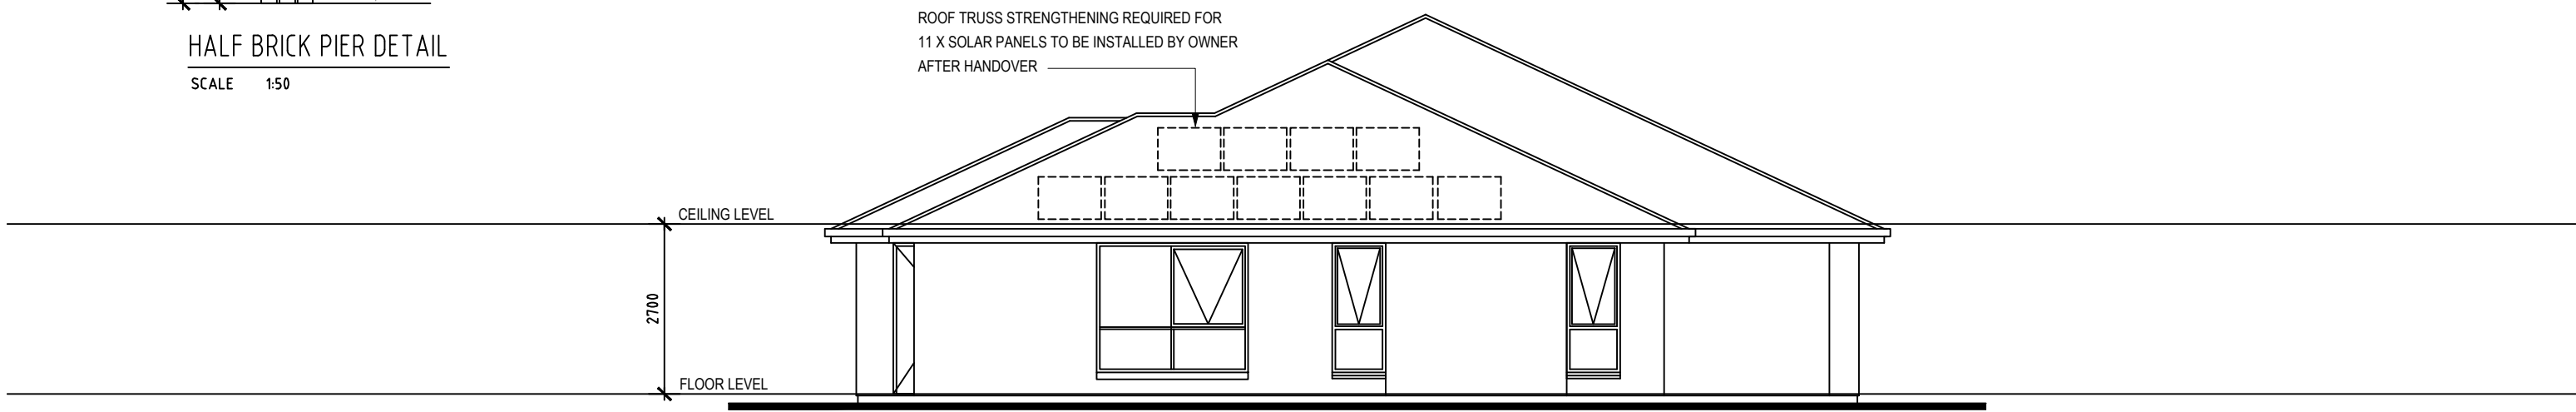 HALF BRICK PIER DETAIL
SCALE 1:50
ROOF TRUSS STRENGTHENING REQUIRED FOR
11 X SOLAR PANELS TO BE INSTALLED BY OWNER
AFTER HANDOVER
CEILING LEVEL
2700
FLOOR LEVEL